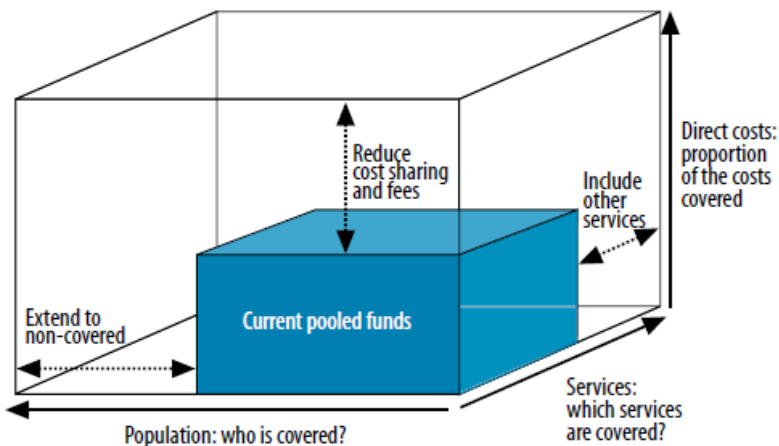 Reduce
cost sharing
and fees
Include
other
services
Direct costs:
proportion
of the costs
covered
Extend to
non-covered
Current pooled funds
Population: who is covered?
Services:
which services
are covered?